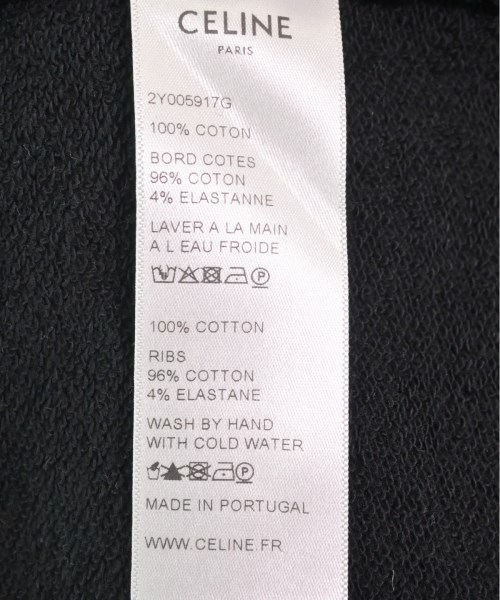 CELINE
PARIS
2Y005917G
100% COTON
BORD COTES
96% COTON
4% ELASTANNE
LAVER A LA MAIN
A L EAU FROIDE
P
100% COTTON
RIBS
96% COTTON
4% ELASTANE
WASH BY HAND
WITH COLD WATER
P
MADE IN PORTUGAL
WWW.CELINE.FR